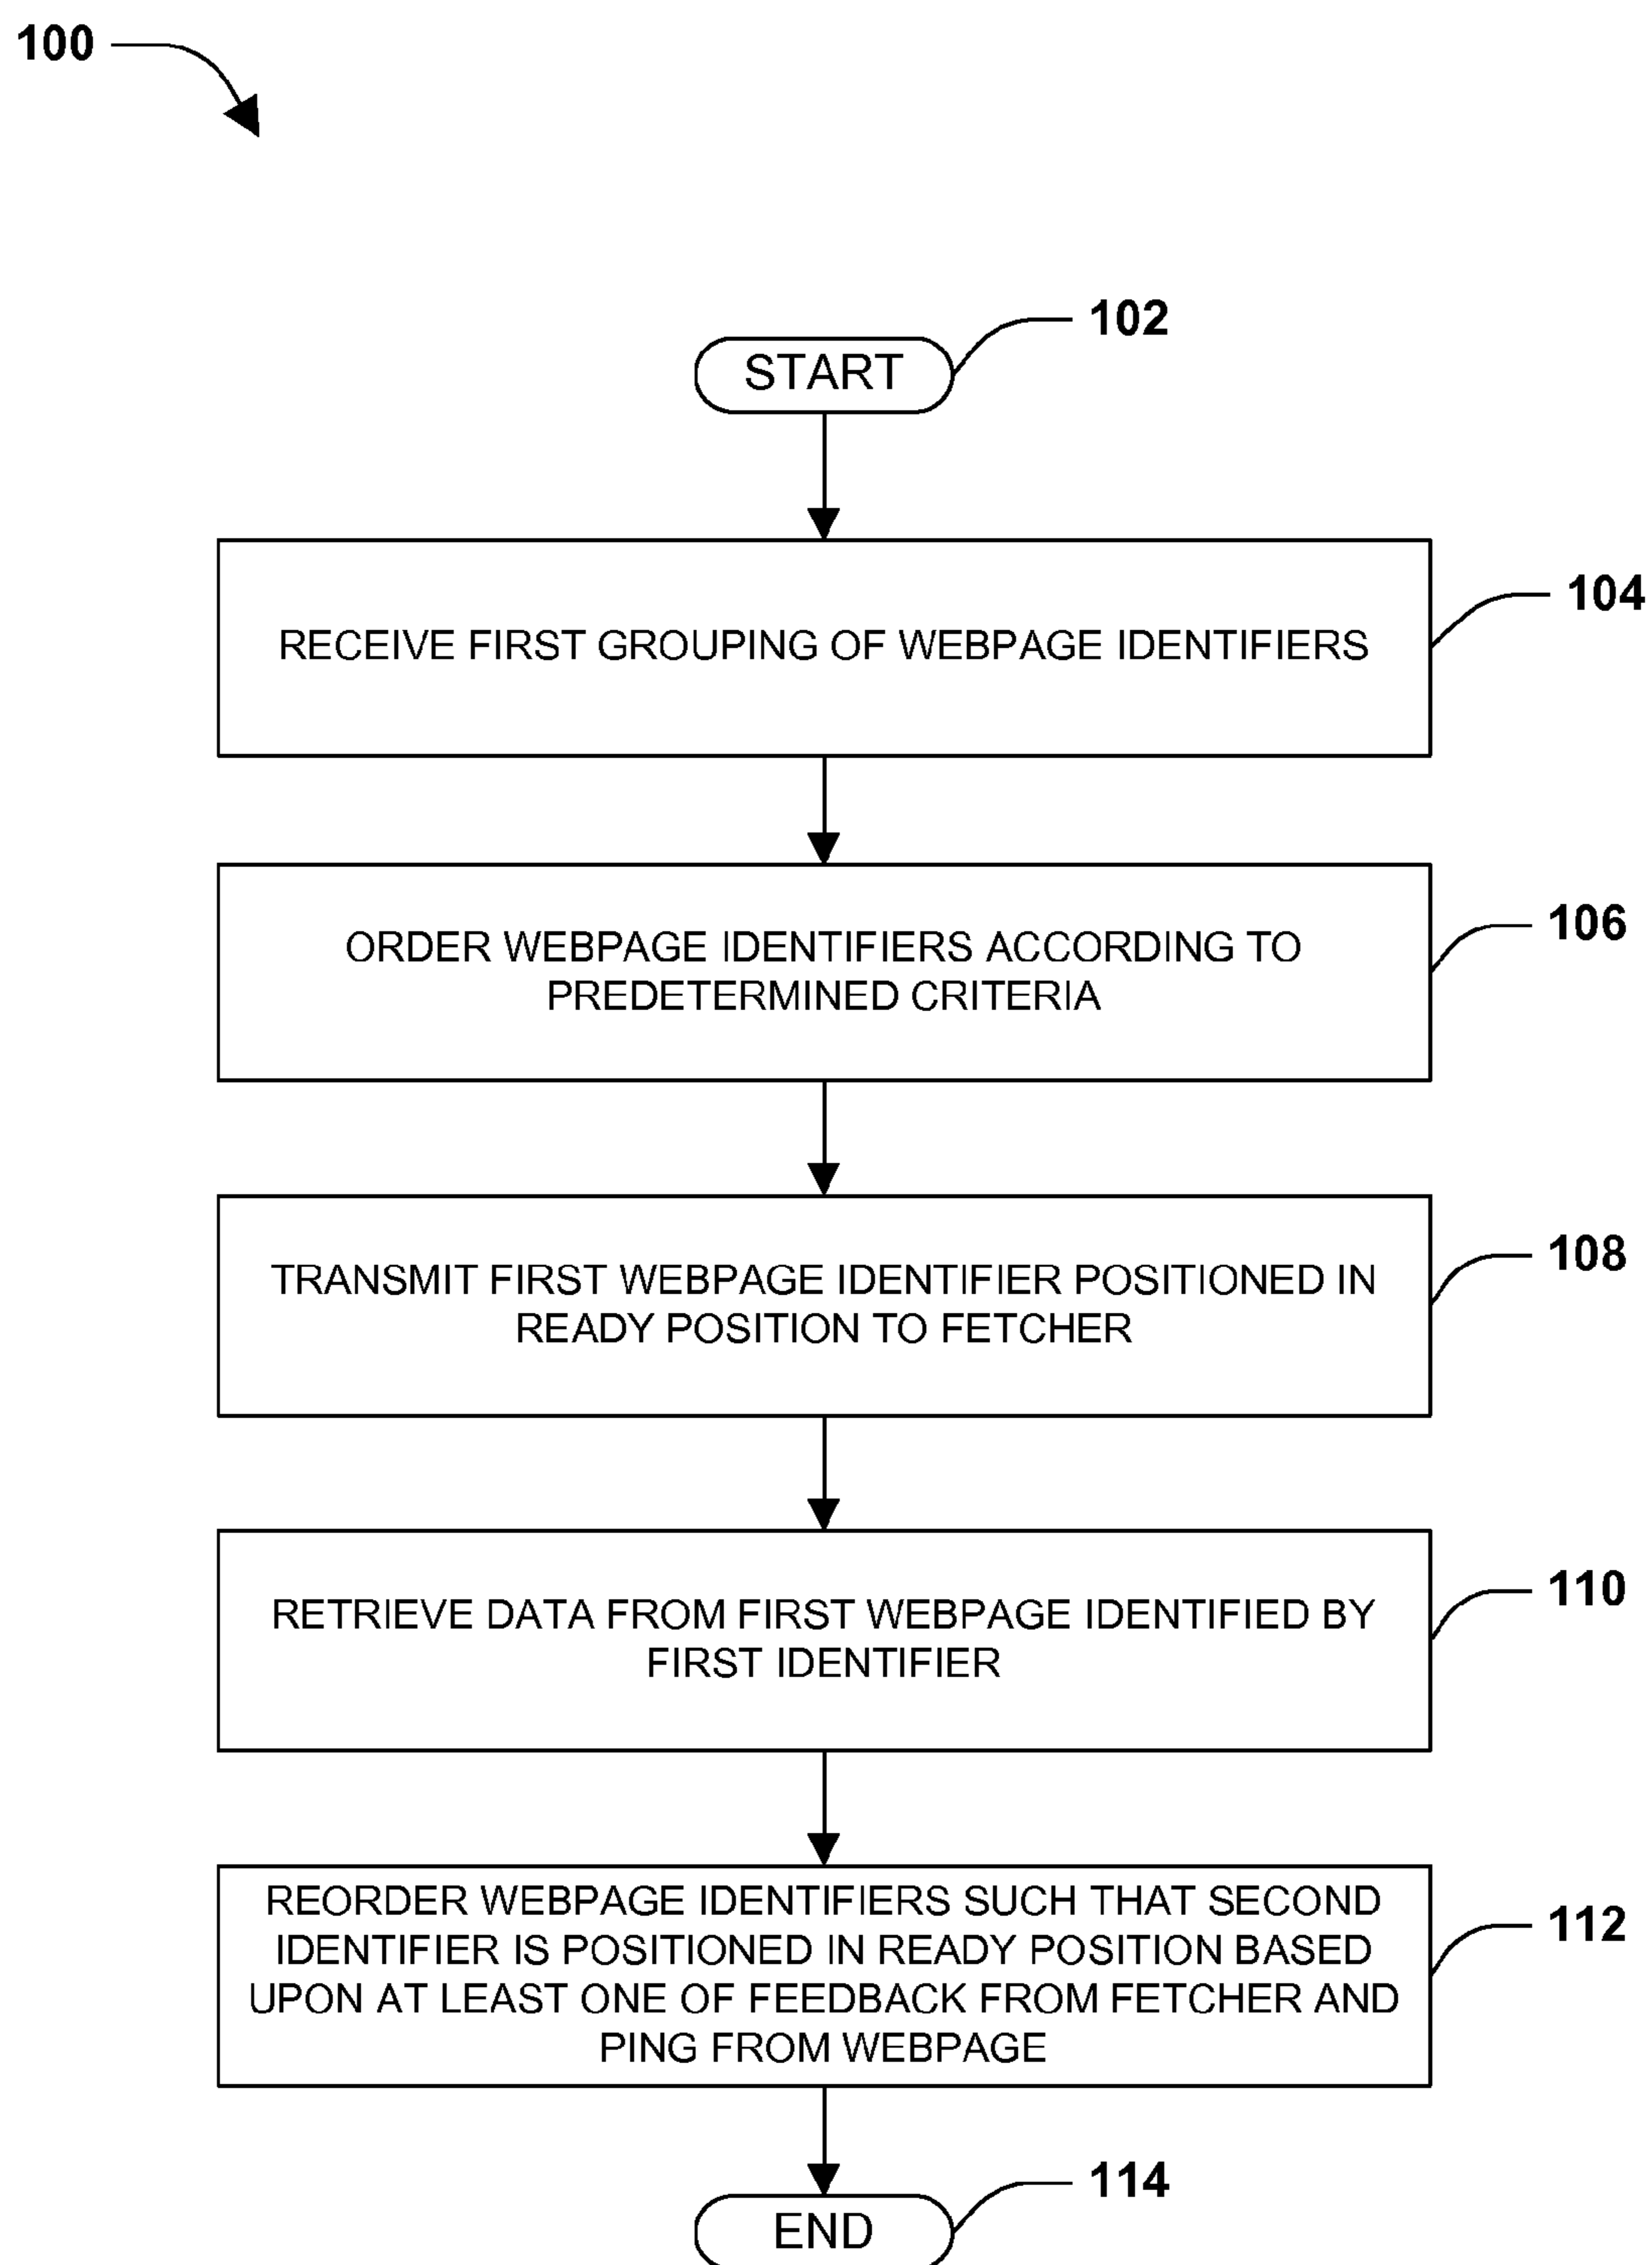 100
START
102
RECEIVE FIRST GROUPING OF WEBPAGE IDENTIFIERS
104
ORDER WEBPAGE IDENTIFIERS ACCORDING TO
PREDETERMINED CRITERIA
106
TRANSMIT FIRST WEBPAGE IDENTIFIER POSITIONED IN
READY POSITION TO FETCHER
108
RETRIEVE DATA FROM FIRST WEBPAGE IDENTIFIED BY
FIRST IDENTIFIER
110
REORDER WEBPAGE IDENTIFIERS SUCH THAT SECOND
IDENTIFIER IS POSITIONED IN READY POSITION BASED
UPON AT LEAST ONE OF FEEDBACK FROM FETCHER AND
PING FROM WEBPAGE
112
END
114